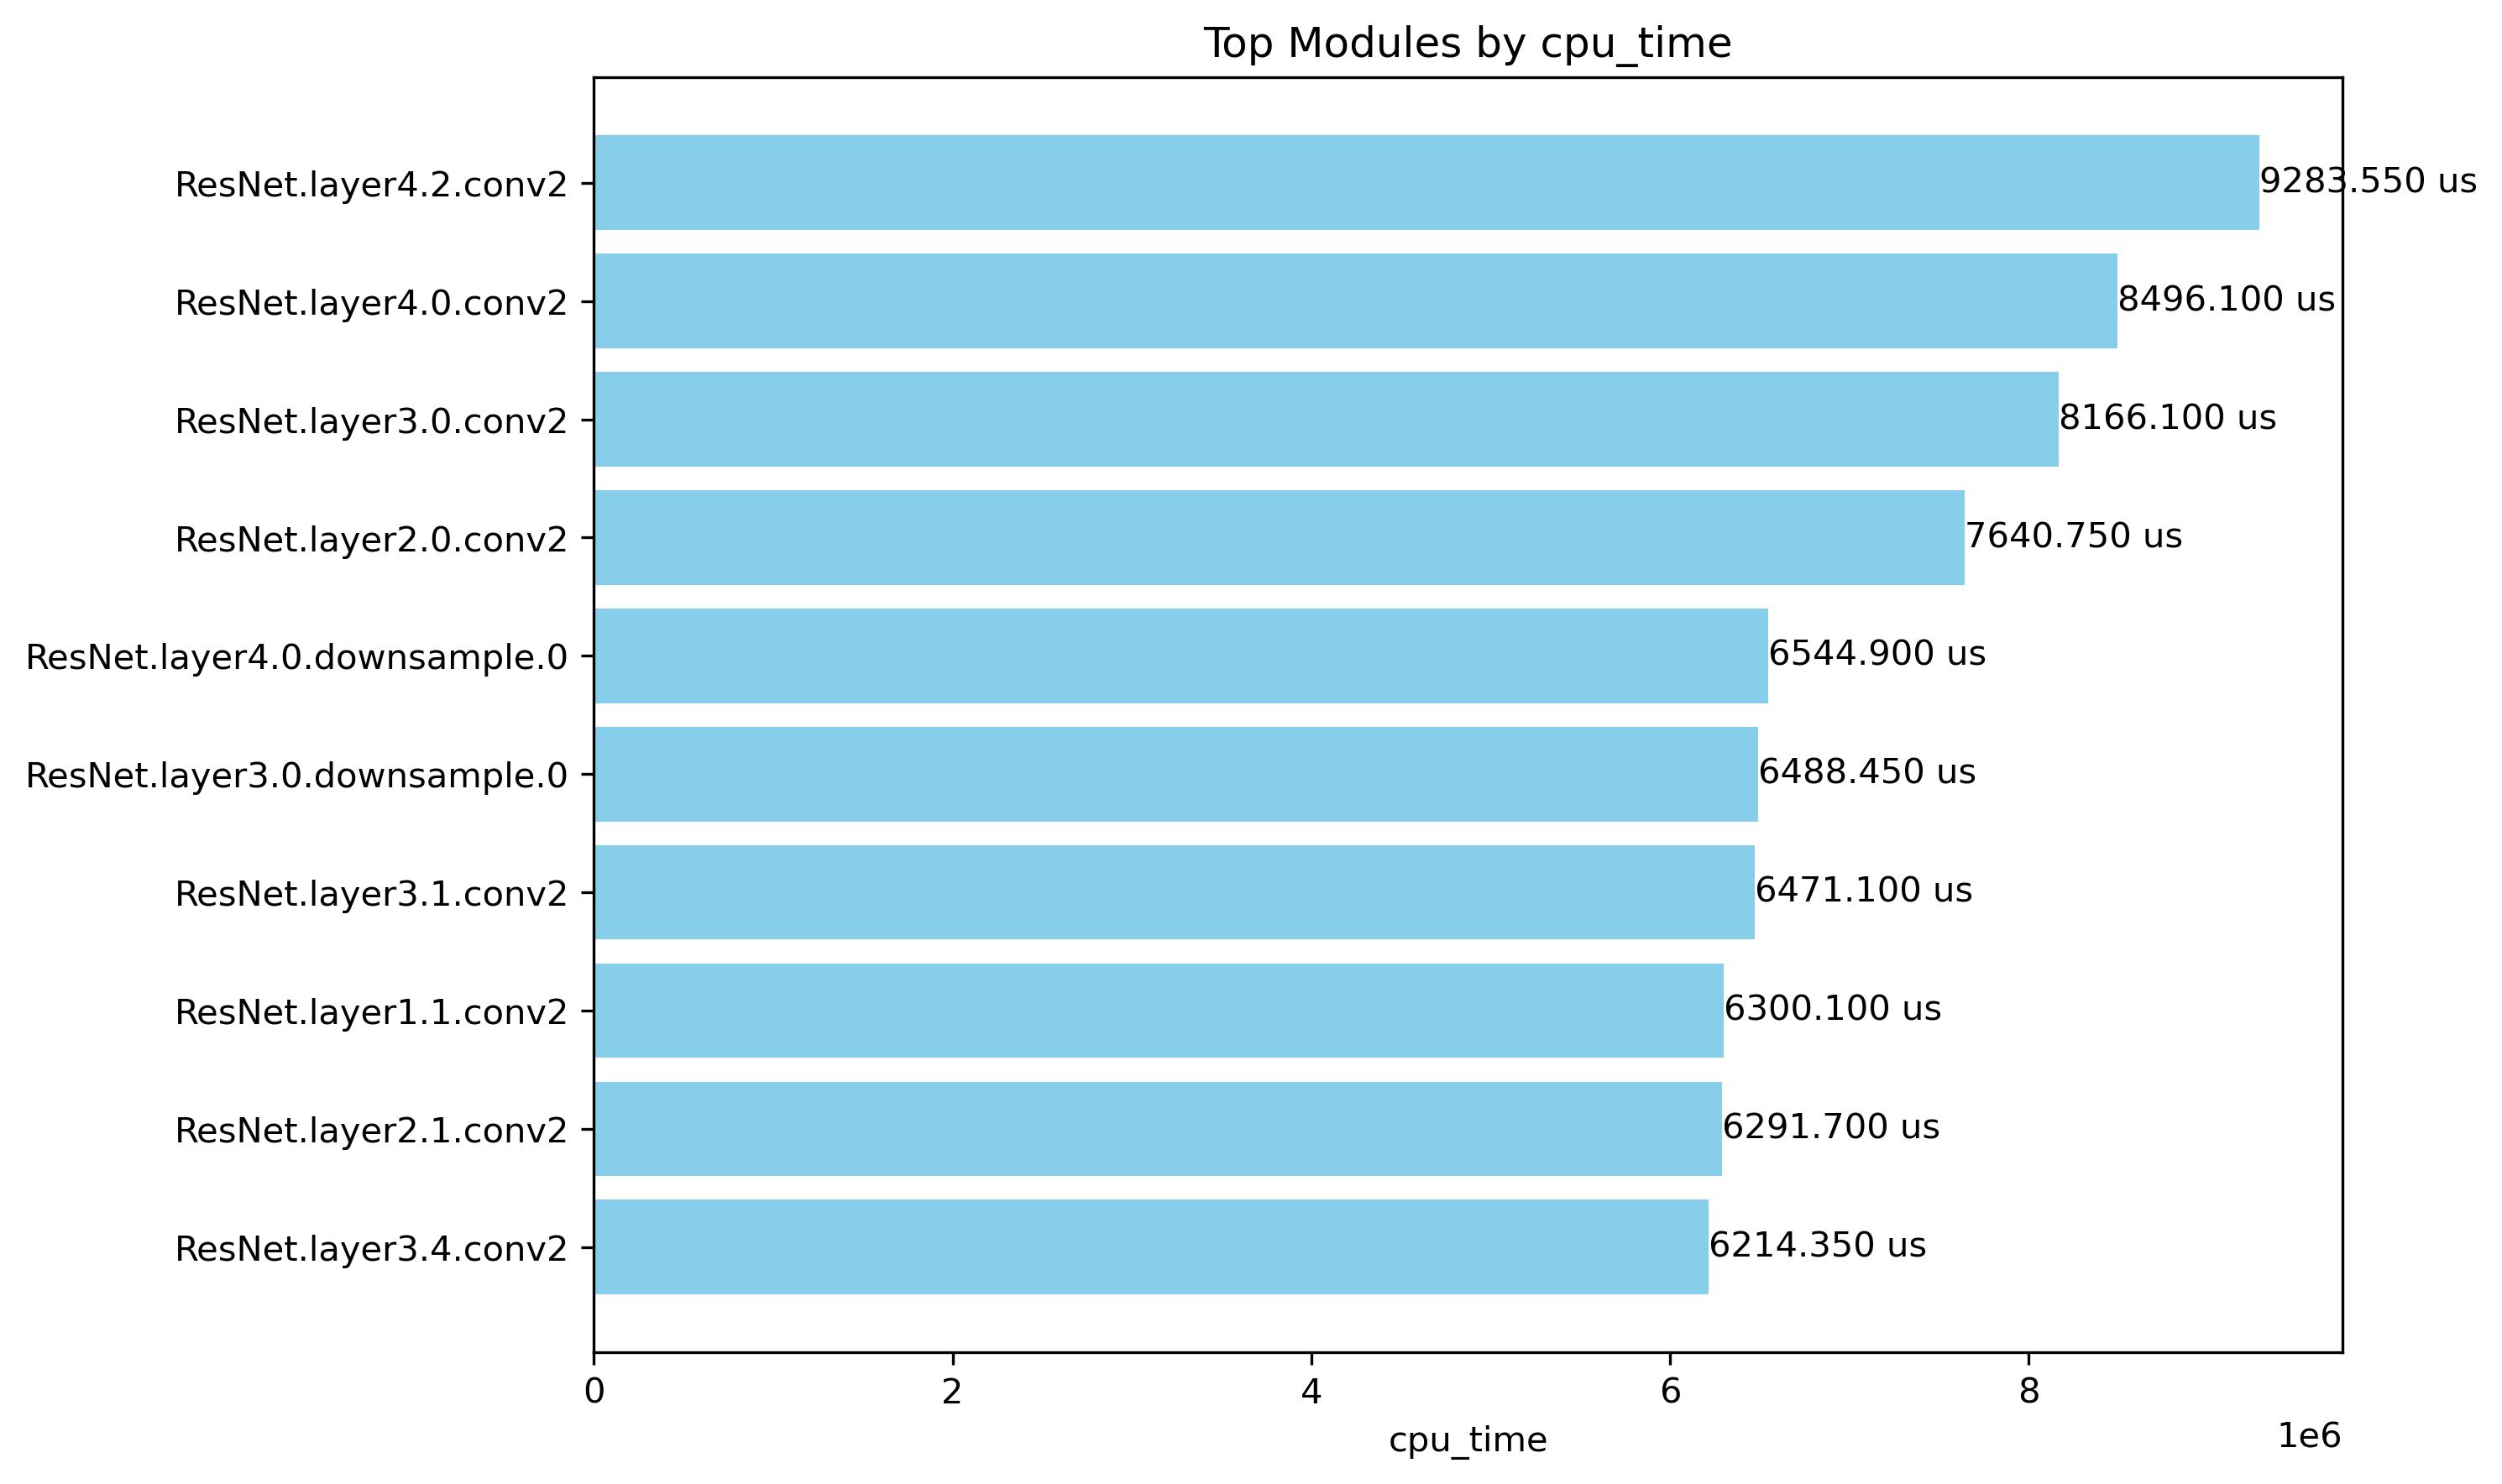 Top Modules by cpu_time
ResNet.layer4.2.conv2 9283.550 us
ResNet.layer4.0.conv2 8496.100 us
ResNet.layer3.0.conv2 8166.100 us
ResNet.layer2.0.conv2 7640.750 us
ResNet.layer4.0.downsample.0 6544.900 us
ResNet.layer3.0.downsample.0 6488.450 us
ResNet.layer3.1.conv2 6471.100 us
ResNet.layer1.1.conv2 6300.100 us
ResNet.layer2.1.conv2 6291.700 us
ResNet.layer3.4.conv2 6214.350 us
0 2 4 6 8
1e6
cpu_time